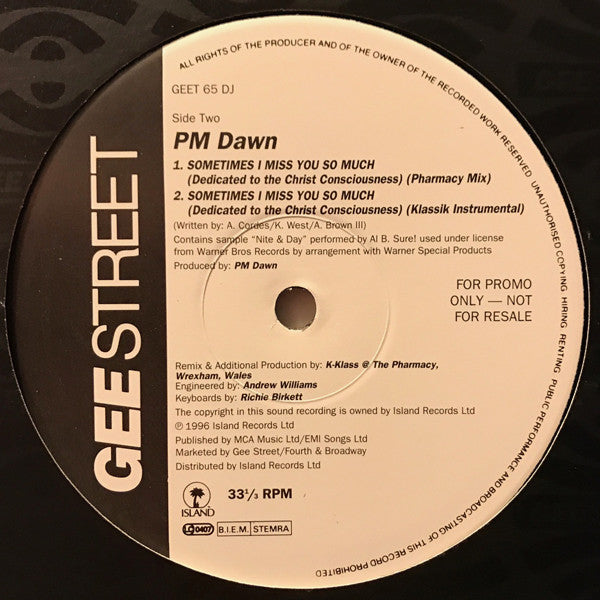 ALL RIGHTS OF THE PRODUCER AND OF THE OWNER OF THE RECORDED WORK RESERVED. UNAUTHORISED COPYING, HIRING, RENTING, PUBLIC PERFORMANCE AND BROADCASTING OF THIS RECORD PROHIBITED
GEESTREET
GEET 65 DJ
Side Two
PM Dawn
1. SOMETIMES I MISS YOU SO MUCH
(Dedicated to the Christ Consciousness) (Pharmacy Mix)
2. SOMETIMES I MISS YOU SO MUCH
(Dedicated to the Christ Consciousness) (Klassik Instrumental)
(Written by: A. Cordes/K. West/A. Brown III)
Contains sample “Nite & Day” performed by Al B. Sure! used under license
from Warner Bros Records by arrangement with Warner Special Products
Produced by: PM Dawn
FOR PROMO
ONLY — NOT
FOR RESALE
Remix & Additional Production by: K-Klass @ The Pharmacy,
Wrexham, Wales
Engineered by: Andrew Williams
Keyboards by: Richie Birkett
The copyright in this sound recording is owned by Island Records Ltd
℗ 1996 Island Records Ltd
Published by MCA Music Ltd/EMI Songs Ltd
Marketed by Gee Street/Fourth & Broadway
Distributed by Island Records Ltd
ISLAND
33⅓ RPM
LC 0407 B.I.E.M. STEMRA